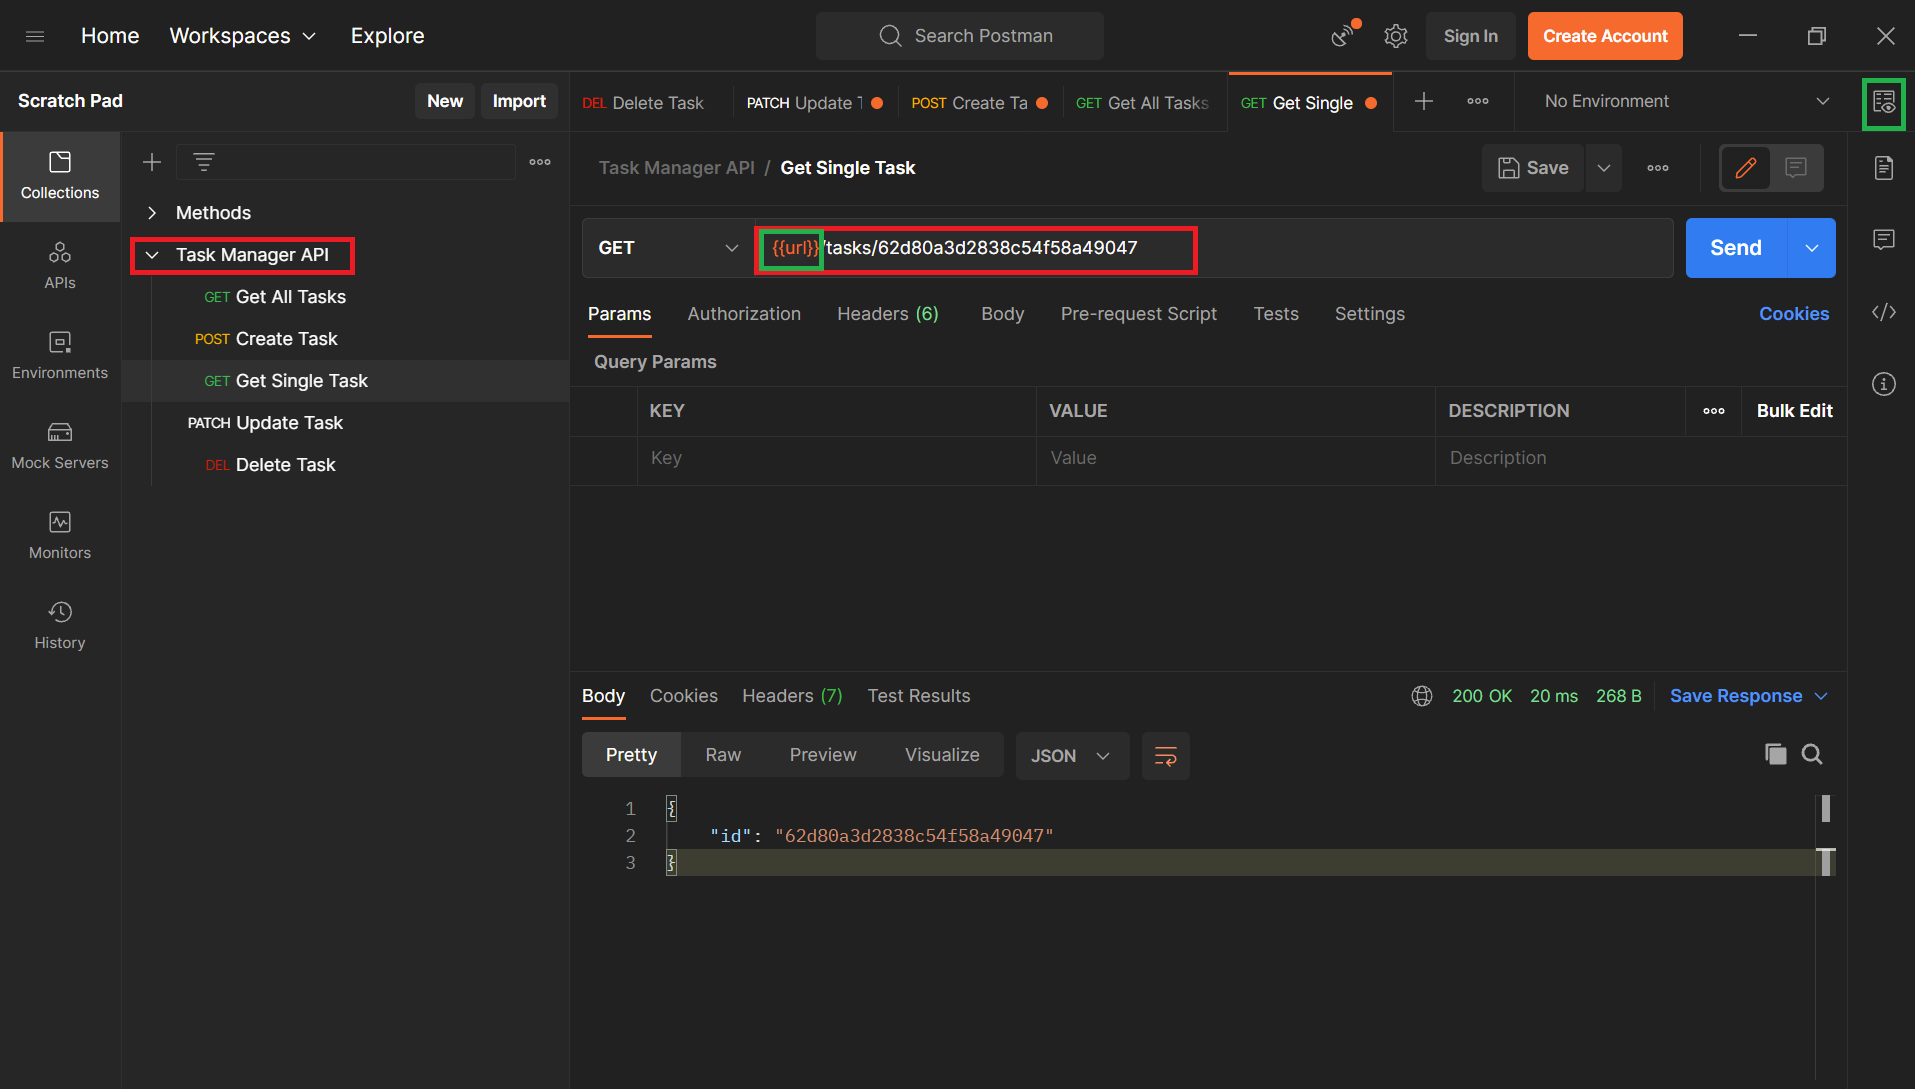 Home Workspaces Explore Search Postman Sign In Create Account
Scratch Pad New Import
DEL Delete Task PATCH Update T POST Create Ta GET Get All Tasks GET Get Single No Environment
Collections
APIs
Environments
Mock Servers
Monitors
History
Methods
Task Manager API
GET Get All Tasks
POST Create Task
GET Get Single Task
PATCH Update Task
DEL Delete Task
Task Manager API / Get Single Task Save
GET {{url}}/tasks/62d80a3d2838c54f58a49047 Send
Params Authorization Headers (6) Body Pre-request Script Tests Settings Cookies
Query Params
KEY VALUE DESCRIPTION Bulk Edit
Key Value Description
Body Cookies Headers (7) Test Results 200 OK 20 ms 268 B Save Response
Pretty Raw Preview Visualize JSON
1 {
2 "id": "62d80a3d2838c54f58a49047"
3 }